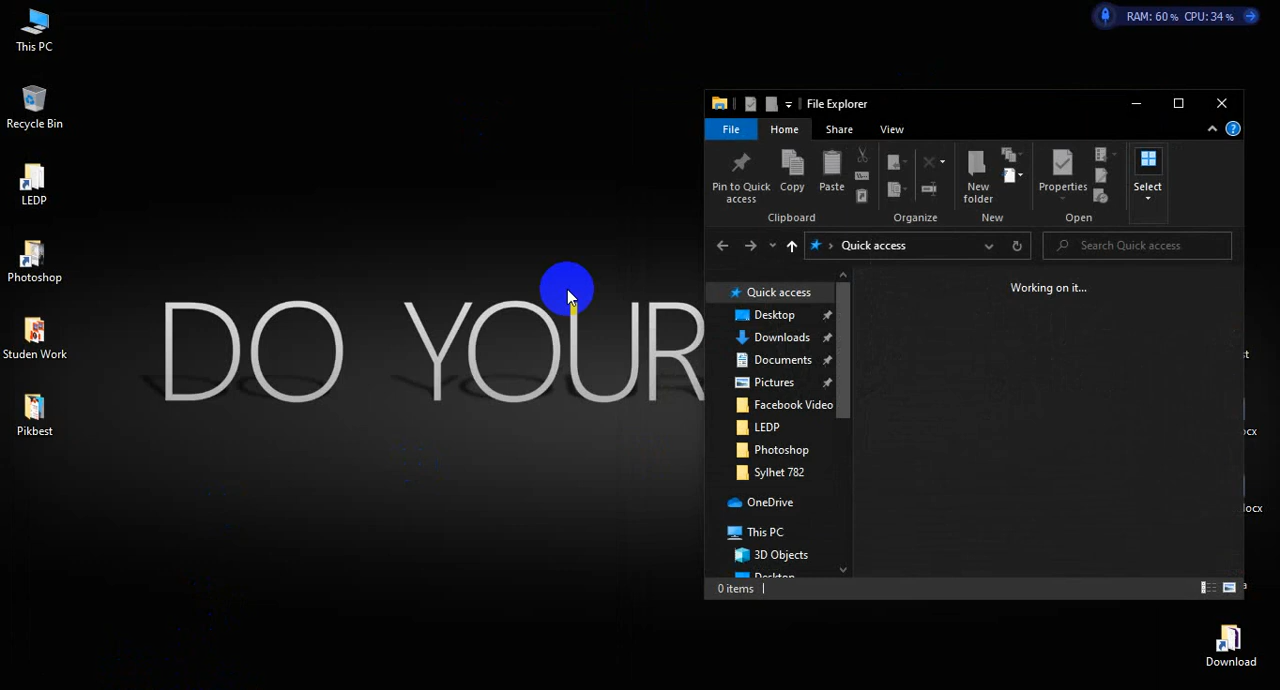 This PC
Recycle Bin
LEDP
Photoshop
Studen Work
Pikbest
DO YOUR
RAM: 60 % CPU: 34 %
File Explorer
File Home Share View
Pin to Quick access
Copy
Paste
New folder
Properties
Select
Clipboard Organize New Open
Quick access
Search Quick access
Quick access
Desktop
Downloads
Documents
Pictures
Facebook Video
LEDP
Photoshop
Sylhet 782
OneDrive
This PC
3D Objects
Desktop
Working on it...
0 items
Download